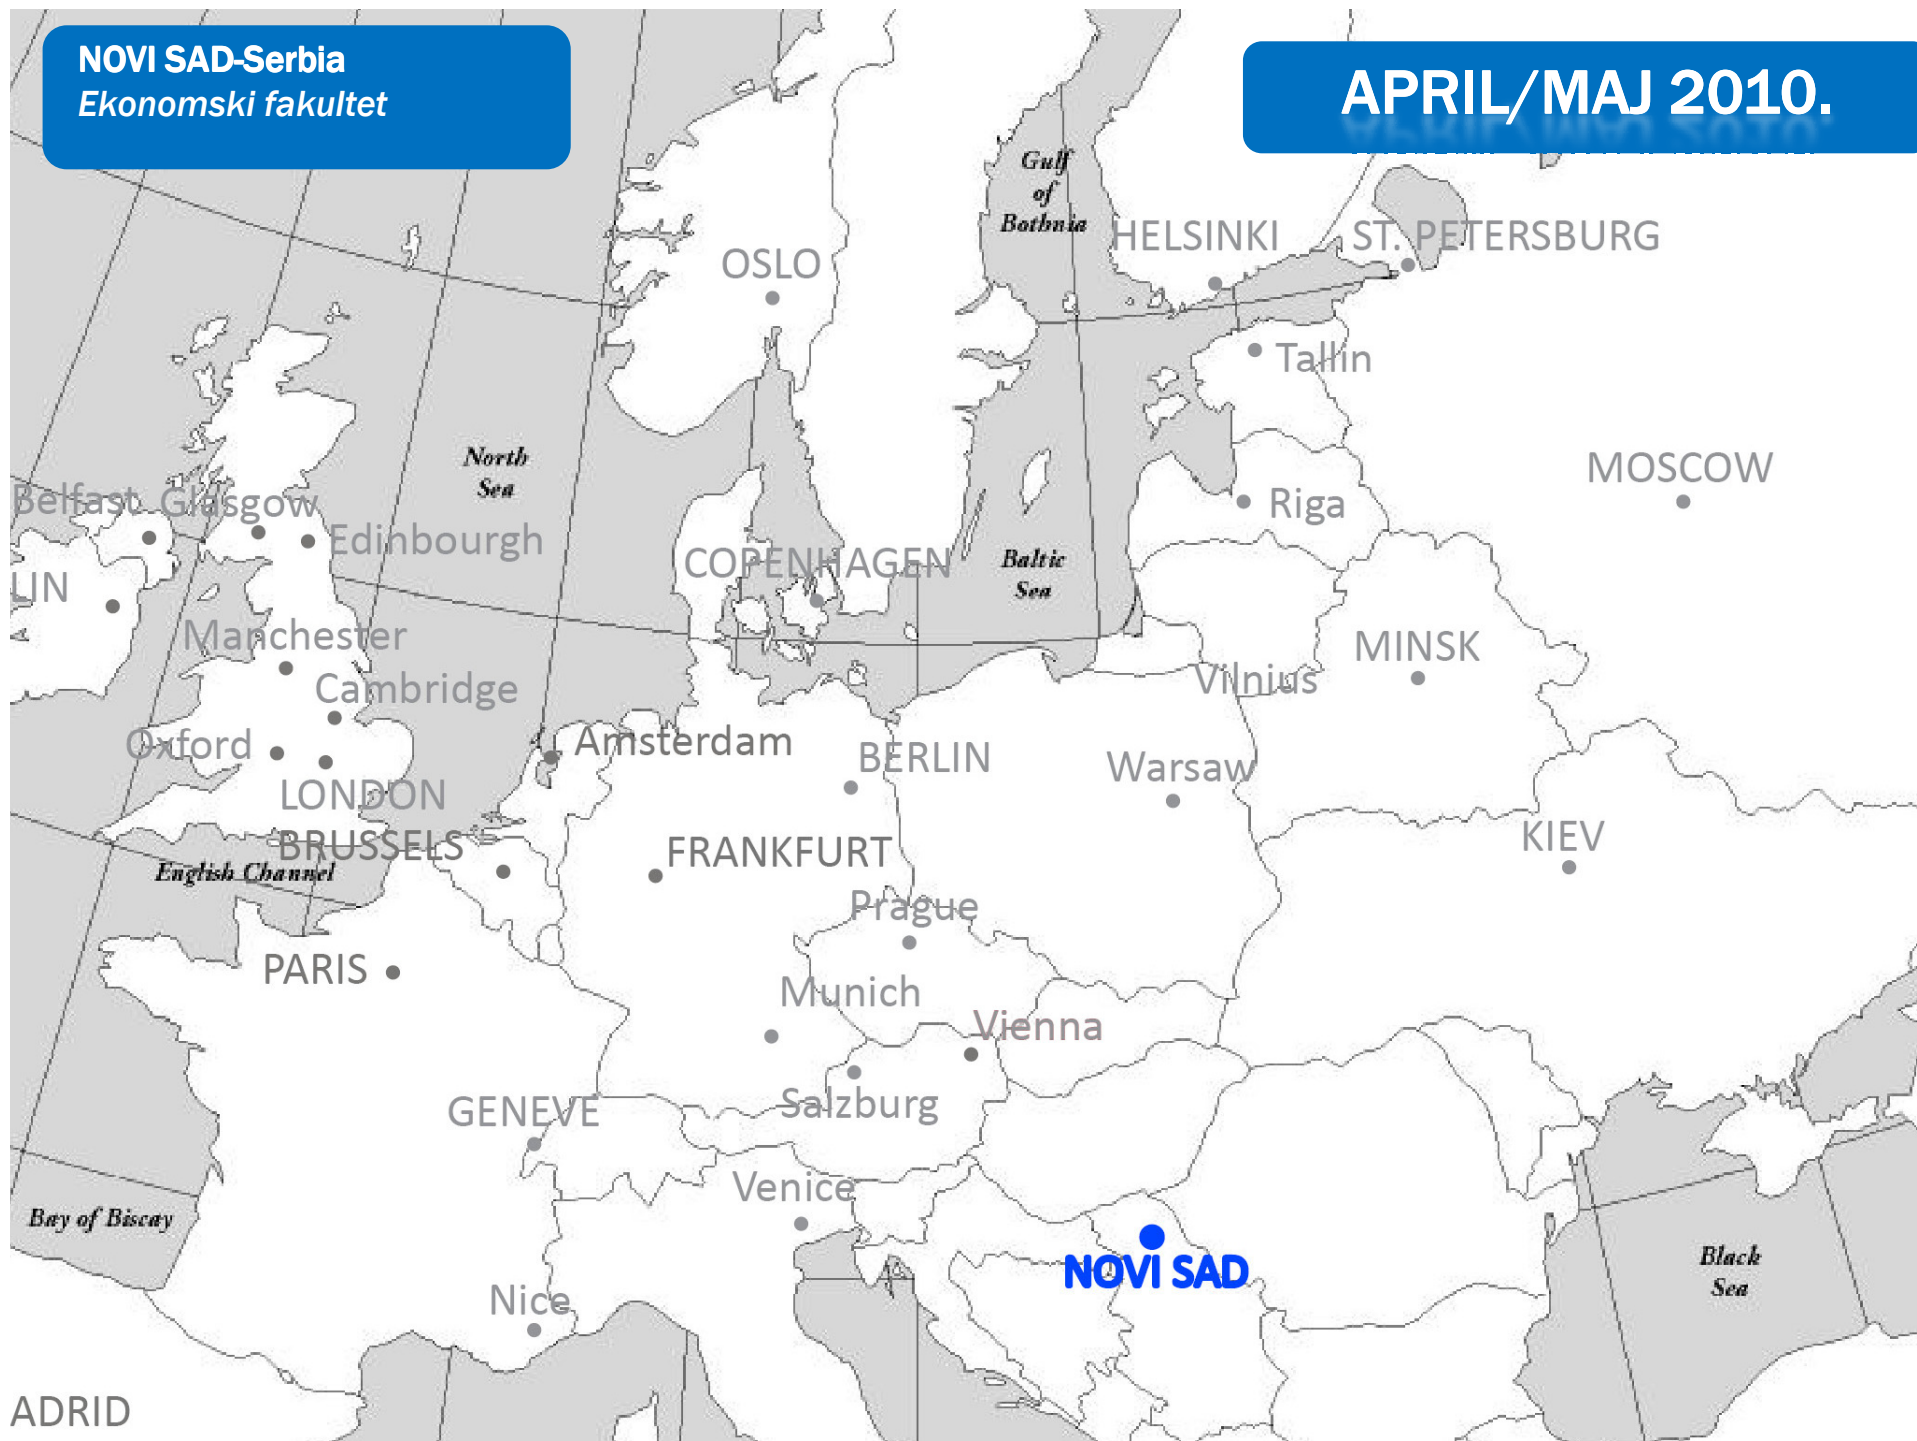 NOVI SAD-Serbia
Ekonomski fakultet
APRIL/MAJ 2010.
Gulf
of
Bothnia
HELSINKI
ST. PETERSBURG
OSLO
Tallin
North
Sea
MOSCOW
Belfast
Glasgow
Riga
Edinbourgh
COPENHAGEN
Baltic
Sea
LIN
Manchester
MINSK
Cambridge
Vilnius
Oxford
Amsterdam
BERLIN
Warsaw
LONDON
BRUSSELS
FRANKFURT
KIEV
English Channel
Prague
PARIS
Munich
Vienna
GENEVE
Salzburg
Venice
Bay of Biscay
NOVI SAD
Black
Sea
Nice
ADRID